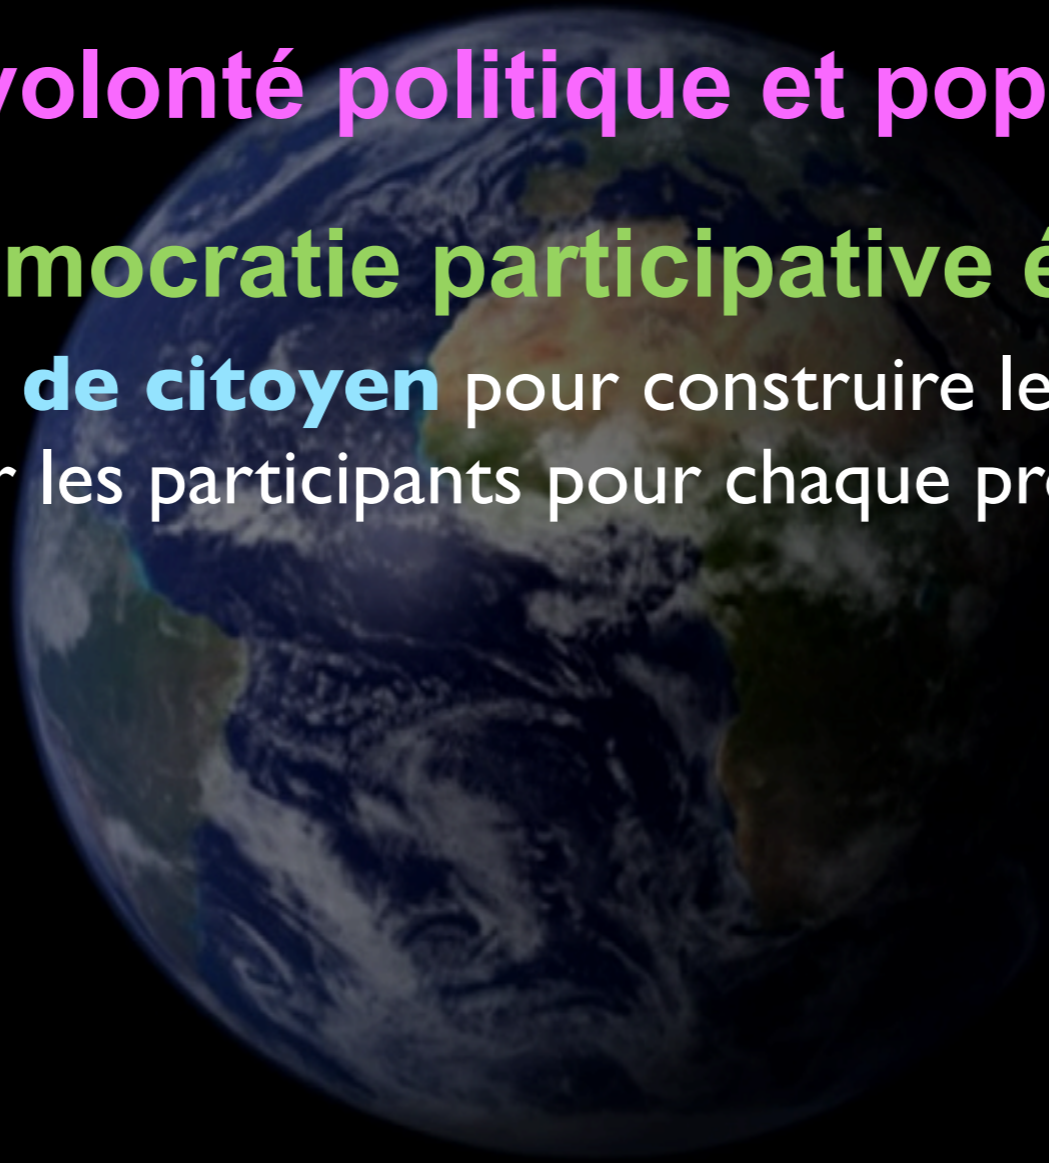 volonté politique et pop
mocratie participative é
de citoyen pour construire le
r les participants pour chaque pr